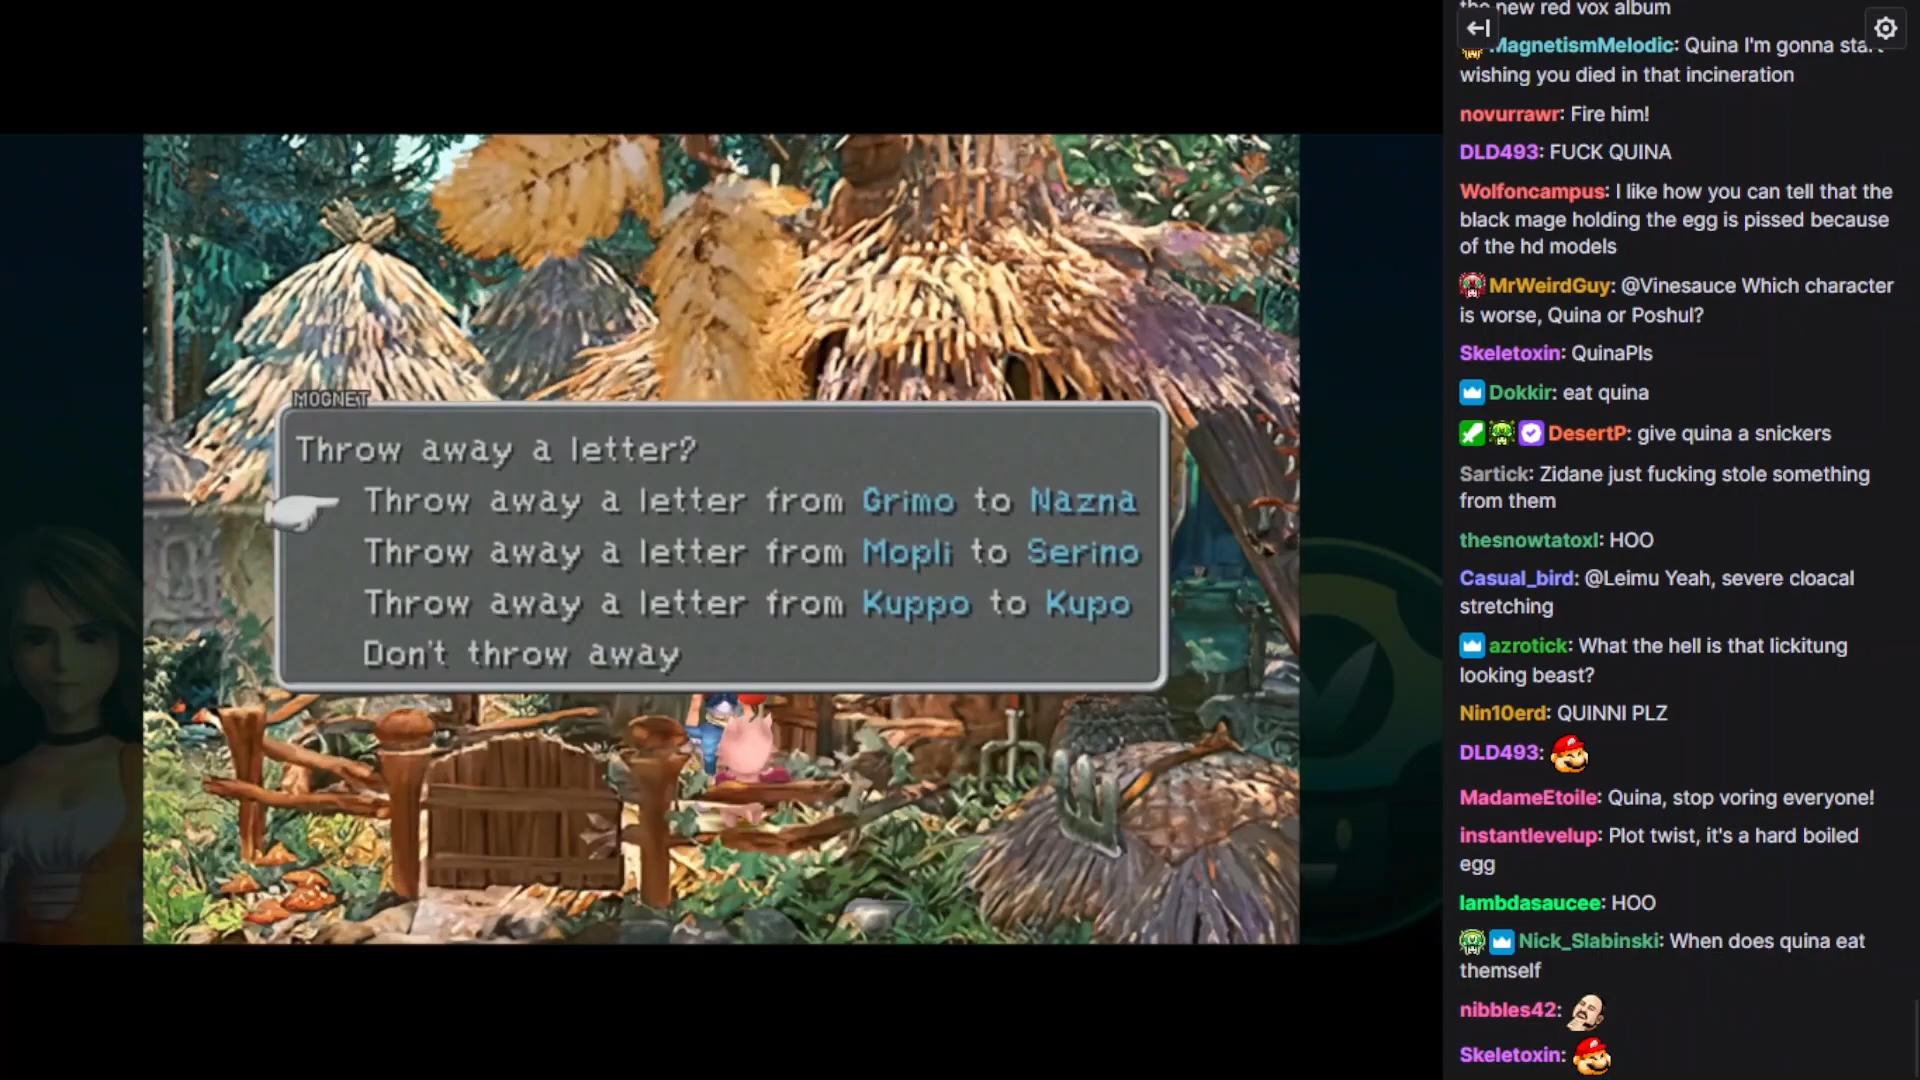 MOGNET
Throw away a letter?
Throw away a letter from Grimo to Nazna
Throw away a letter from Mopli to Serino
Throw away a letter from Kuppo to Kupo
Don't throw away
the new red vox album
MagnetismMelodic: Quina I'm gonna start
wishing you died in that incineration
novurrawr: Fire him!
DLD493: FUCK QUINA
Wolfoncampus: I like how you can tell that the
black mage holding the egg is pissed because
of the hd models
MrWeirdGuy: @Vinesauce Which character
is worse, Quina or Poshul?
Skeletoxin: QuinaPls
Dokkir: eat quina
DesertP: give quina a snickers
Sartick: Zidane just fucking stole something
from them
thesnowtatoxl: HOO
Casual_bird: @Leimu Yeah, severe cloacal
stretching
azrotick: What the hell is that lickitung
looking beast?
Nin10erd: QUINNI PLZ
DLD493:
MadameEtoile: Quina, stop voring everyone!
instantlevelup: Plot twist, it's a hard boiled
egg
lambdasaucee: HOO
Nick_Slabinski: When does quina eat
themself
nibbles42:
Skeletoxin: